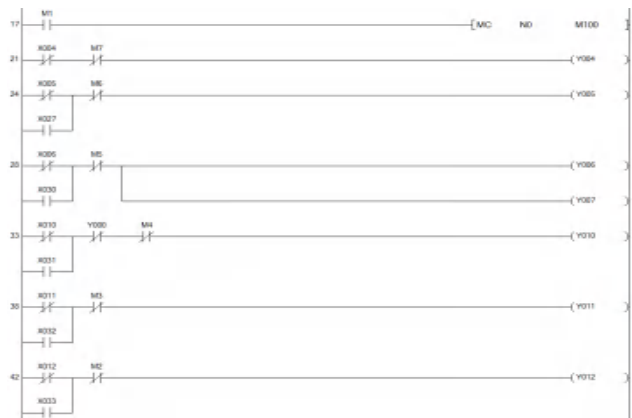 M1
17 [MC N0 M100 ]
X004 M7
21 (Y004 )
X005 M6
24 (Y005 )
X027
X006 M5
28 (Y006 )
X030
(Y007 )
X010 Y000 M4
33 (Y010 )
X031
X011 M3
38 (Y011 )
X032
X012 M2
42 (Y012 )
X033